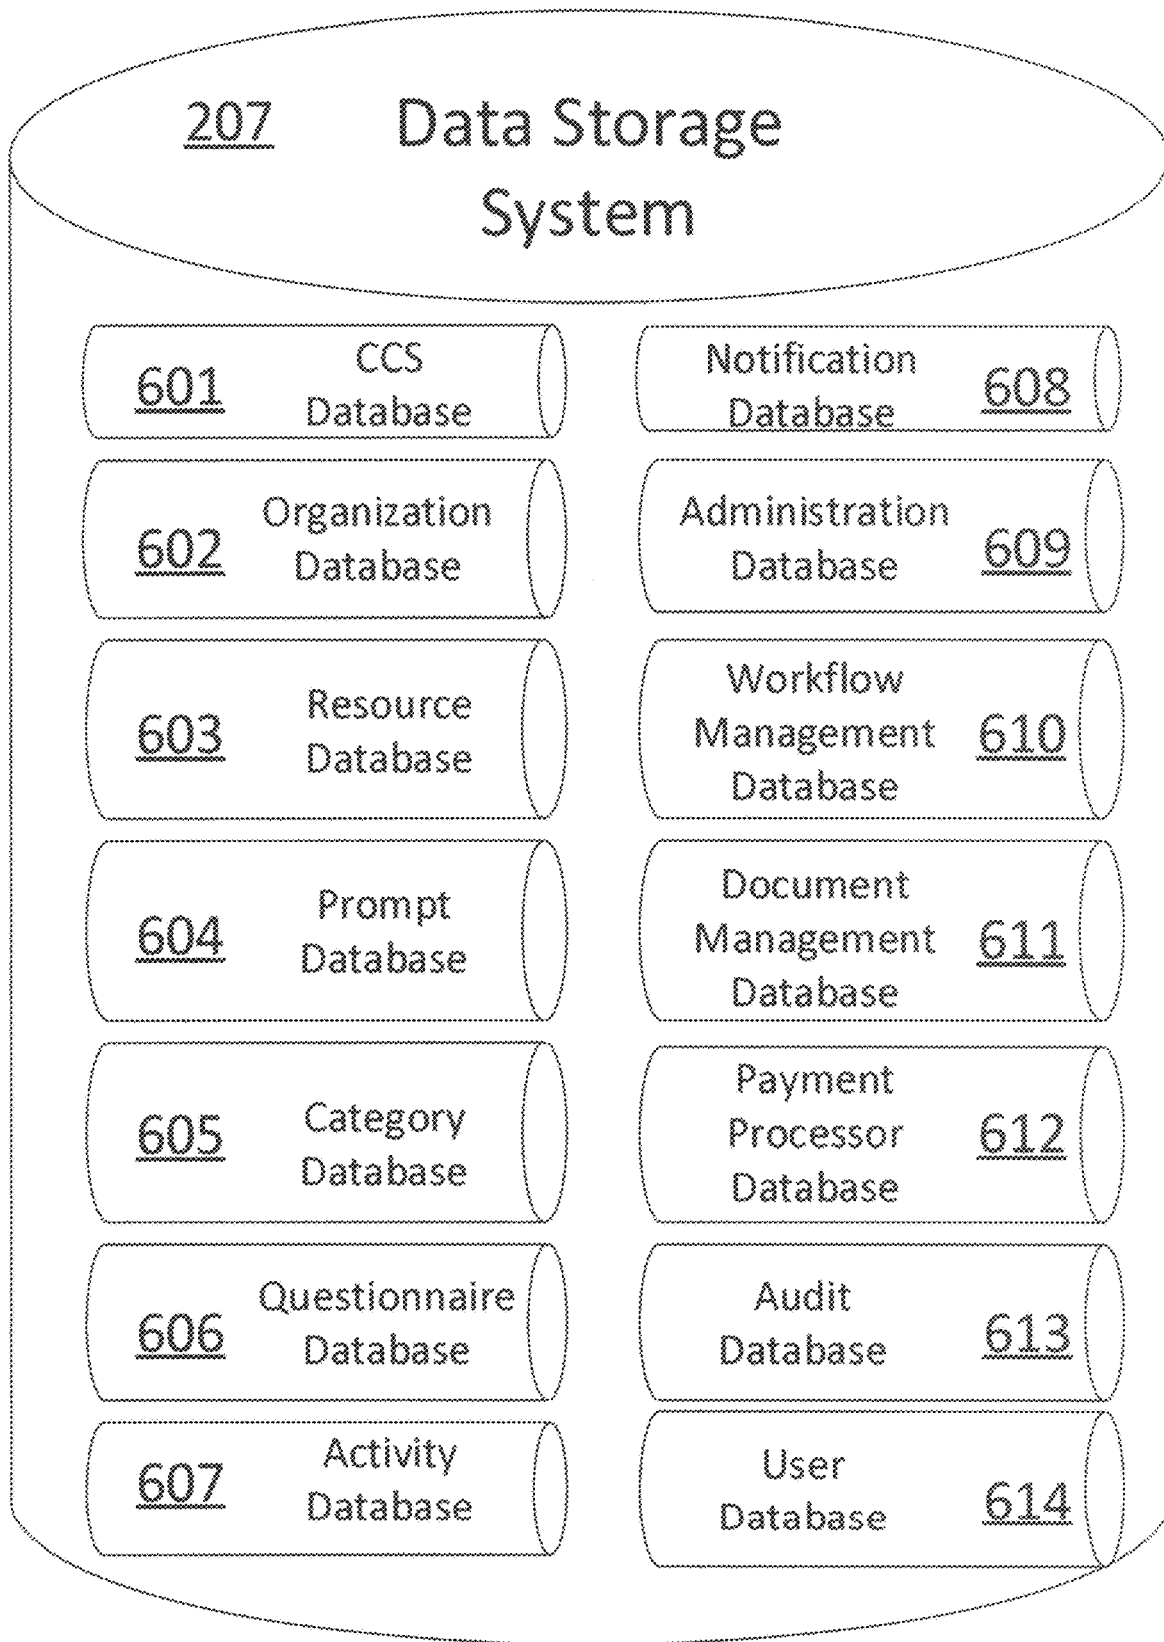 207 Data Storage
System
601 CCS
Database
602 Organization
Database
603 Resource
Database
604 Prompt
Database
605 Category
Database
606 Questionnaire
Database
607 Activity
Database
Notification
Database 608
Administration
Database 609
Workflow
Management 610
Database
Document
Management 611
Database
Payment
Processor 612
Database
Audit
Database 613
User
Database 614